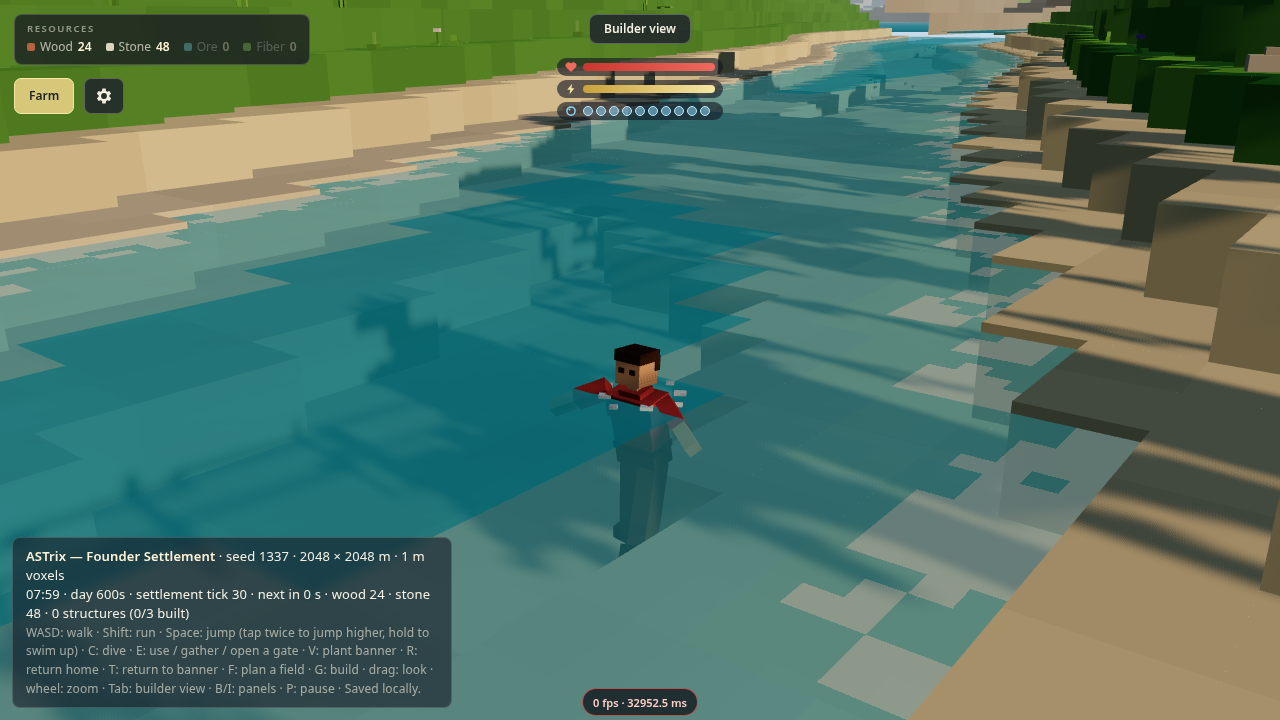 RESOURCES
Wood 24 Stone 48 Ore 0 Fiber 0
Builder view
Farm
ASTrix — Founder Settlement · seed 1337 · 2048 × 2048 m · 1 m
voxels
07:59 · day 600s · settlement tick 30 · next in 0 s · wood 24 · stone
48 · 0 structures (0/3 built)
WASD: walk · Shift: run · Space: jump (tap twice to jump higher, hold to
swim up) · C: dive · E: use / gather / open a gate · V: plant banner · R:
return home · T: return to banner · F: plan a field · G: build · drag: look ·
wheel: zoom · Tab: builder view · B/I: panels · P: pause · Saved locally.
0 fps · 32952.5 ms